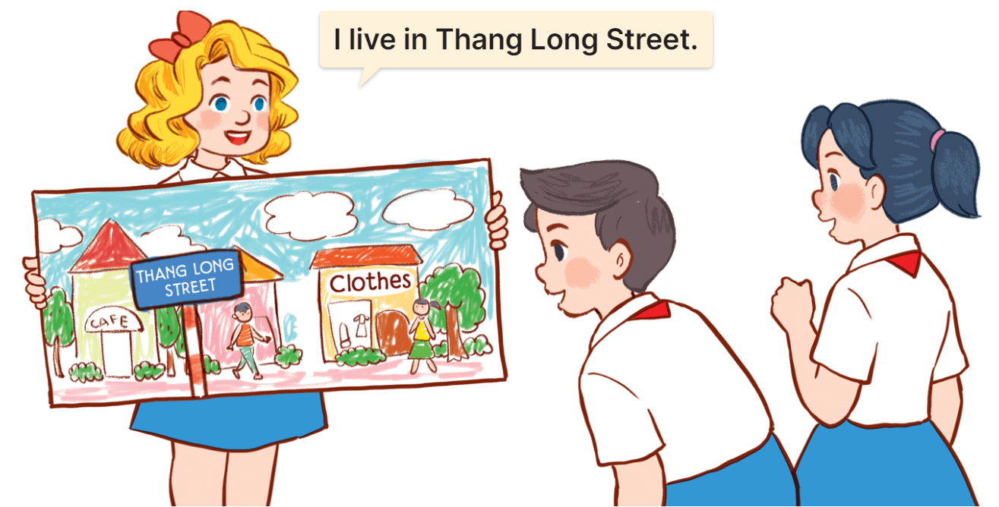 I live in Thang Long Street.
THANG LONG
STREET
CAFE
Clothes